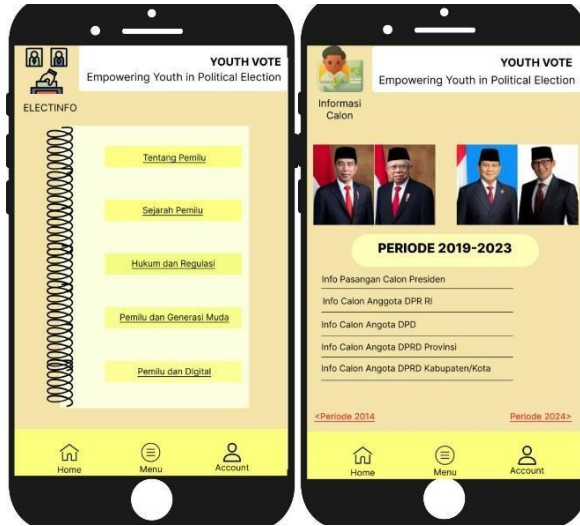 YOUTH VOTE
Empowering Youth in Political Election
ELECTINFO
Tentang Pemilu
Sejarah Pemilu
Hukum dan Regulasi
Pemilu dan Generasi Muda
Pemilu dan Digital
Home
Menu
Account
YOUTH VOTE
Empowering Youth in Political Election
Informasi
Calon
PERIODE 2019-2023
Info Pasangan Calon Presiden
Info Calon Anggota DPR RI
Info Calon Angota DPD
Info Calon Angota DPRD Provinsi
Info Calon Angota DPRD Kabupaten/Kota
<Periode 2014
Periode 2024>
Home
Menu
Account